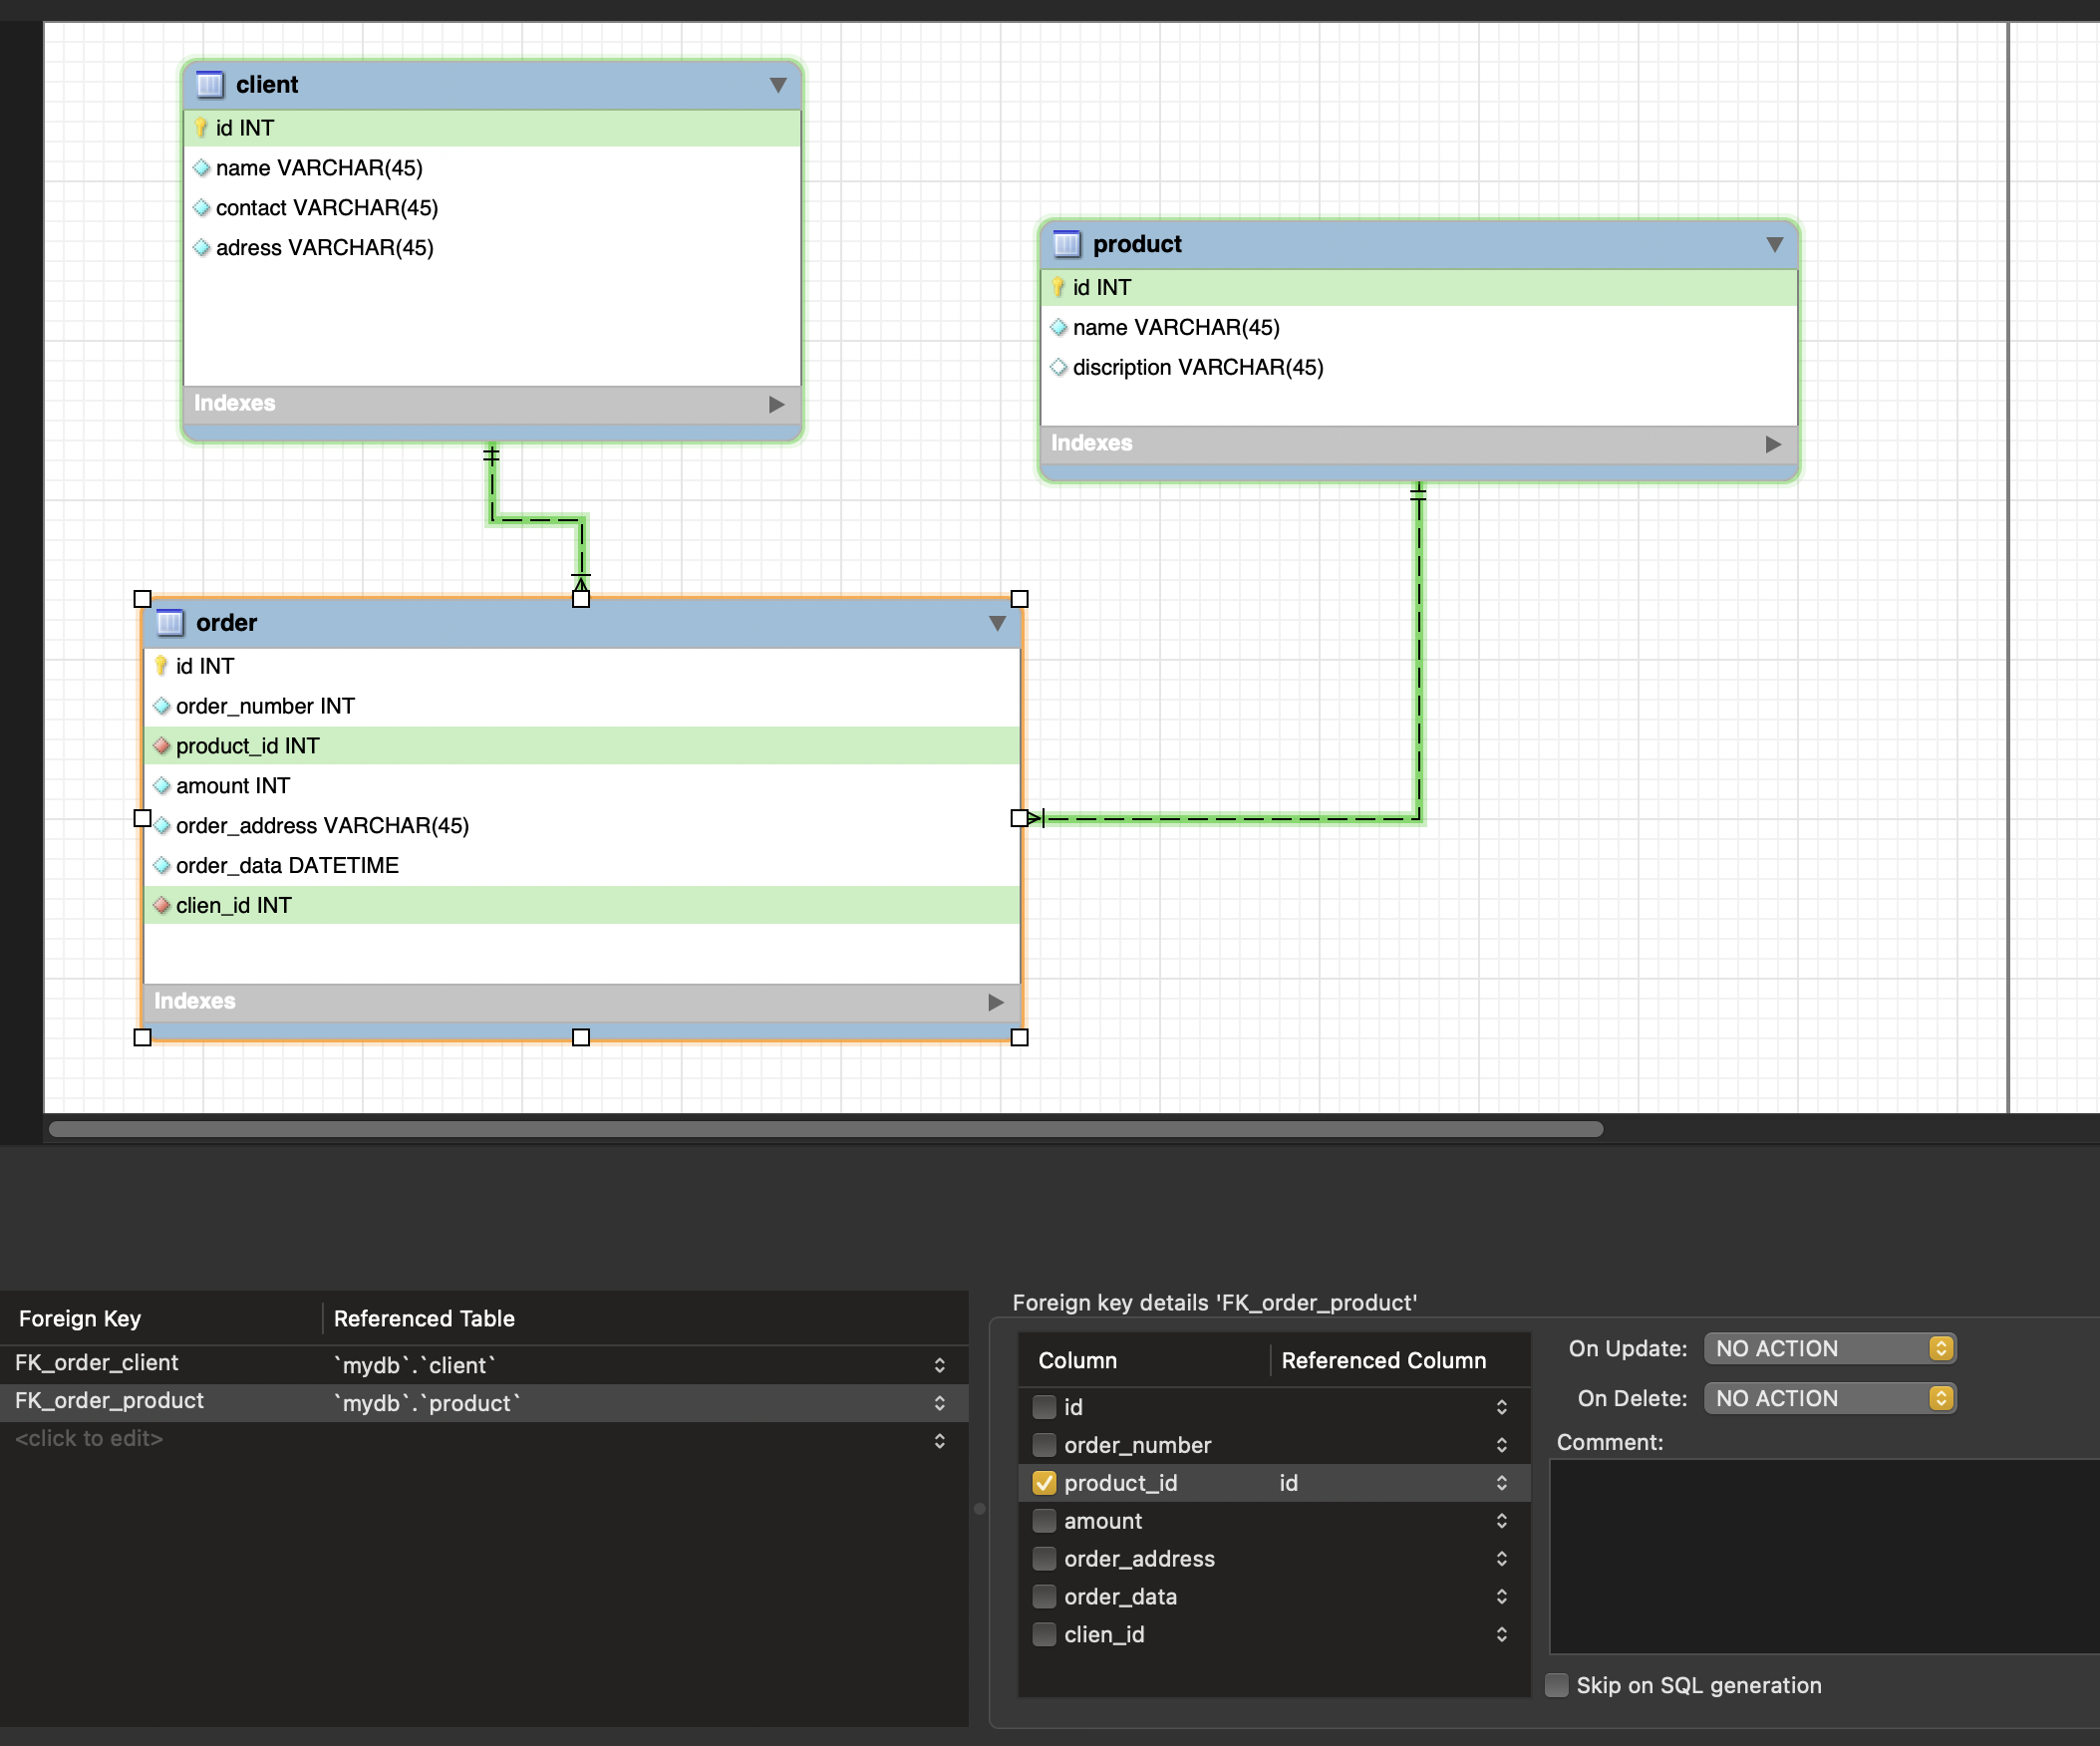 client
id INT
name VARCHAR(45)
contact VARCHAR(45)
adress VARCHAR(45)
Indexes
product
id INT
name VARCHAR(45)
discription VARCHAR(45)
Indexes
order
id INT
order_number INT
product_id INT
amount INT
order_address VARCHAR(45)
order_data DATETIME
clien_id INT
Indexes
Foreign Key Referenced Table
FK_order_client `mydb`.`client`
FK_order_product `mydb`.`product`
<click to edit>
Foreign key details 'FK_order_product'
Column Referenced Column
id
order_number
product_id id
amount
order_address
order_data
clien_id
On Update: NO ACTION
On Delete: NO ACTION
Comment:
Skip on SQL generation